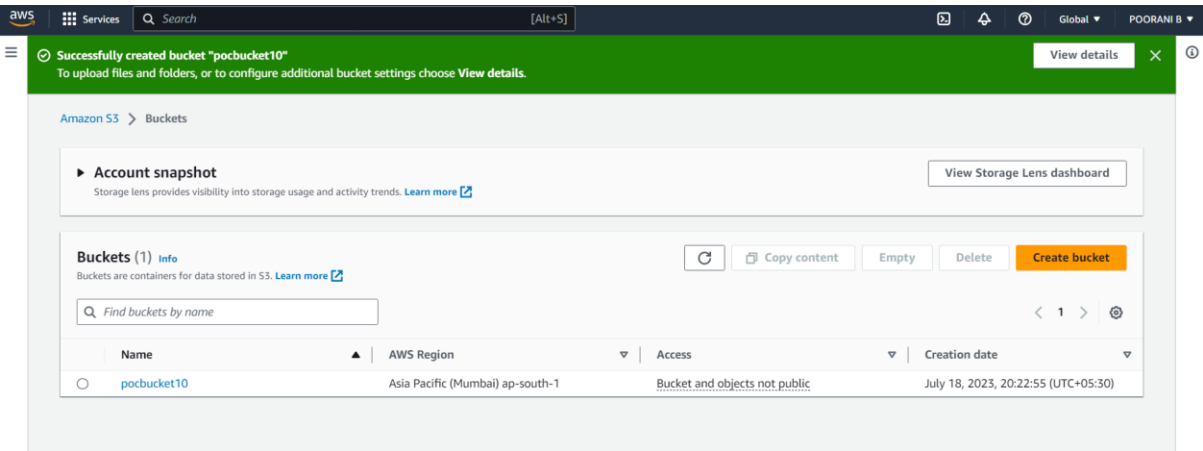 aws Services Search [Alt+S] Global POORANI B
Successfully created bucket "pocbucket10" View details
To upload files and folders, or to configure additional bucket settings choose View details.
Amazon S3 Buckets
Account snapshot View Storage Lens dashboard
Storage lens provides visibility into storage usage and activity trends. Learn more
Buckets (1) Info Copy content Empty Delete Create bucket
Buckets are containers for data stored in S3. Learn more
Find buckets by name 1
Name AWS Region Access Creation date
pocbucket10 Asia Pacific (Mumbai) ap-south-1 Bucket and objects not public July 18, 2023, 20:22:55 (UTC+05:30)